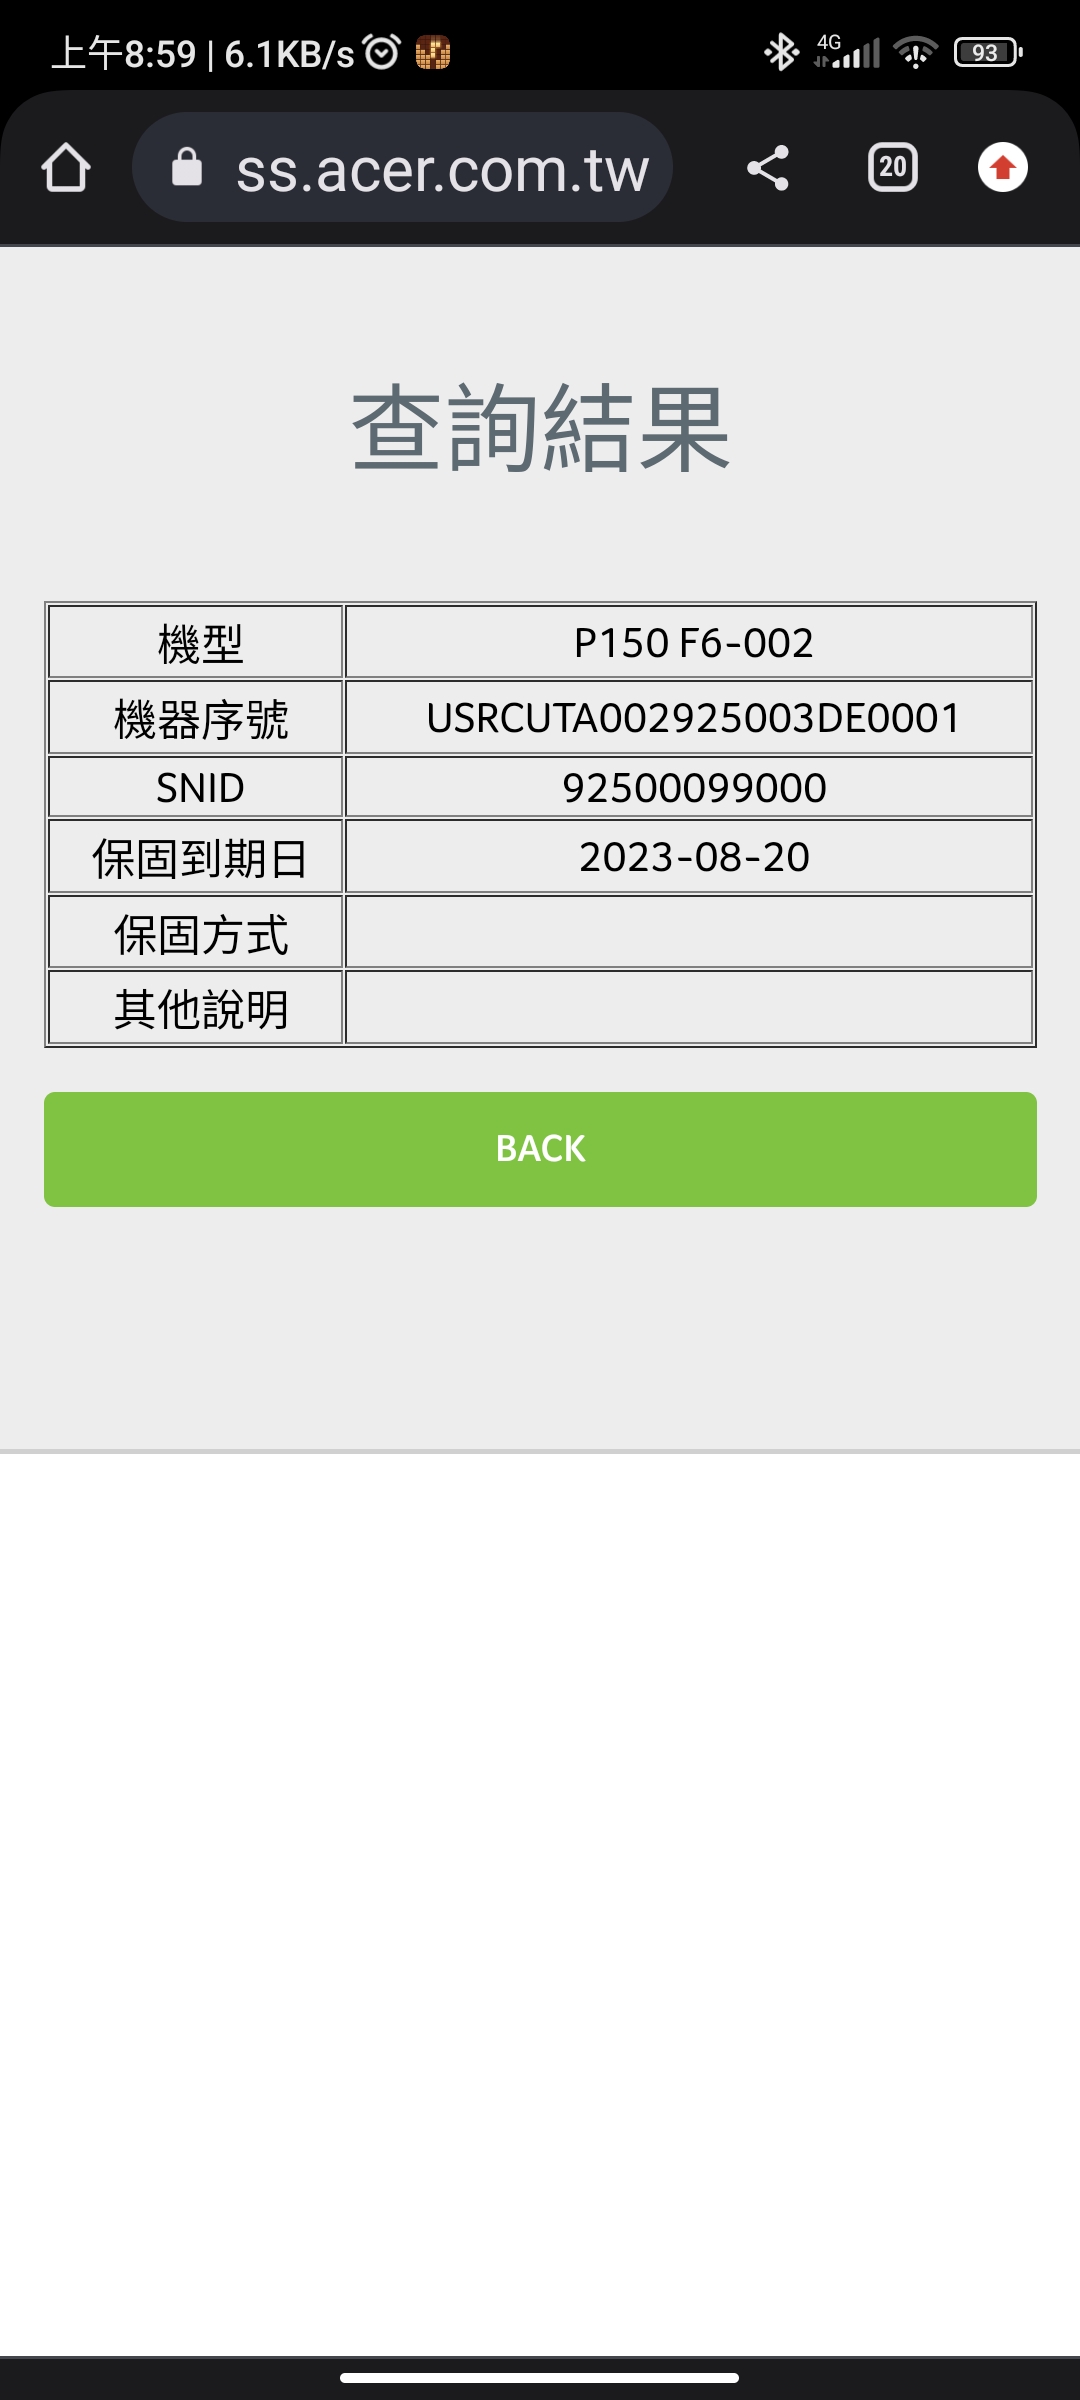 上午8:59 | 6.1KB/s
4G
93
ss.acer.com.tw
20
查詢結果
機型 P150 F6-002
機器序號 USRCUTA002925003DE0001
SNID 92500099000
保固到期日 2023-08-20
保固方式
其他說明
BACK